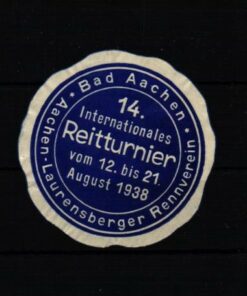 • Bad Aachen •
Aachen-Laurensberger Rennverein
14.
Internationales
Reitturnier
vom 12. bis 21
August 1938